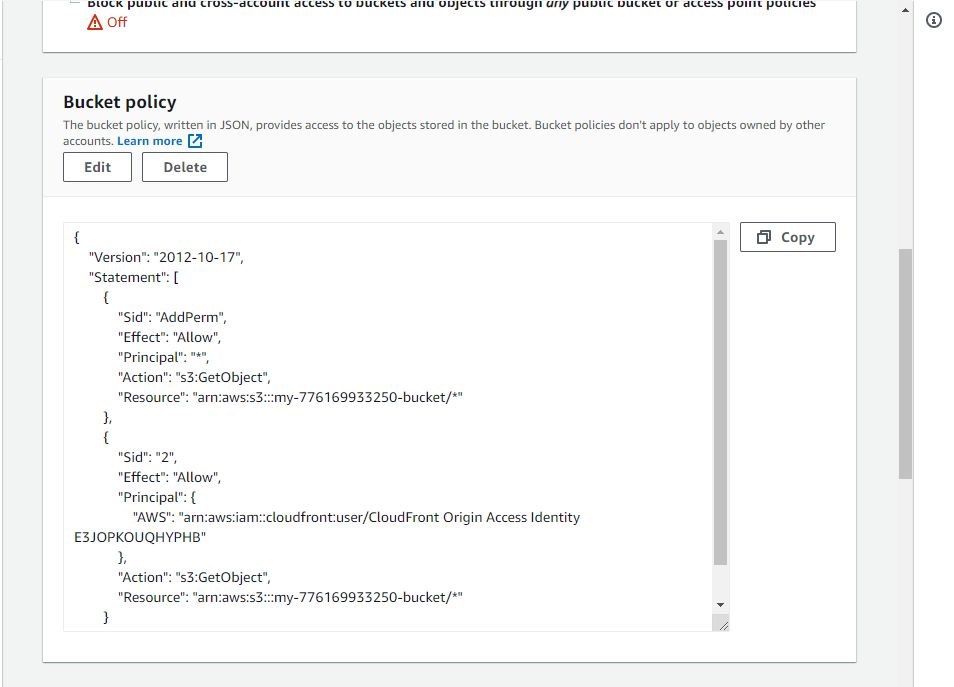 Block public and cross-account access to buckets and objects through any public bucket or access point policies
Off
Bucket policy
The bucket policy, written in JSON, provides access to the objects stored in the bucket. Bucket policies don't apply to objects owned by other
accounts. Learn more
Edit
Delete
Copy
{
"Version": "2012-10-17",
"Statement": [
{
"Sid": "AddPerm",
"Effect": "Allow",
"Principal": "*",
"Action": "s3:GetObject",
"Resource": "arn:aws:s3:::my-776169933250-bucket/*"
},
{
"Sid": "2",
"Effect": "Allow",
"Principal": {
"AWS": "arn:aws:iam::cloudfront:user/CloudFront Origin Access Identity
E3JOPKOUQHYPHB"
},
"Action": "s3:GetObject",
"Resource": "arn:aws:s3:::my-776169933250-bucket/*"
}